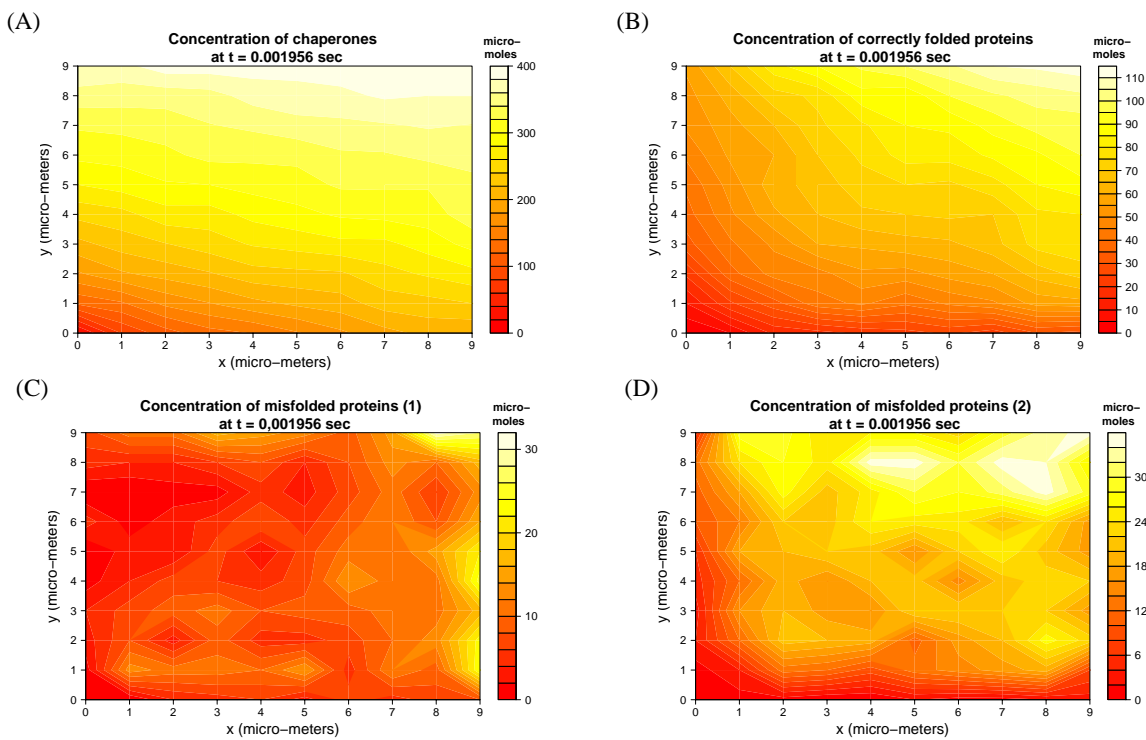 (A)
Concentration of chaperones
at t = 0.001956 sec
micro−
moles
9
8
7
6
5
4
3
2
1
0
y (micro−meters)
0 1 2 3 4 5 6 7 8 9
x (micro−meters)
400
300
200
100
0
(B)
Concentration of correctly folded proteins
at t = 0.001956 sec
micro−
moles
9
8
7
6
5
4
3
2
1
0
y (micro−meters)
0 1 2 3 4 5 6 7 8 9
x (micro−meters)
110
100
90
80
70
60
50
40
30
20
10
0
(C)
Concentration of misfolded proteins (1)
at t = 0,001956 sec
micro−
moles
9
8
7
6
5
4
3
2
1
0
y (micro−meters)
0 1 2 3 4 5 6 7 8 9
x (micro−meters)
30
20
10
0
(D)
Concentration of misfolded proteins (2)
at t = 0.001956 sec
micro−
moles
9
8
7
6
5
4
3
2
1
0
y (micro−meters)
0 1 2 3 4 5 6 7 8 9
x (micro−meters)
30
24
18
12
6
0